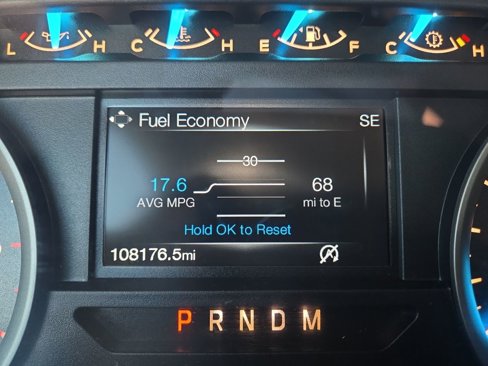 L H C H E F C H
Fuel Economy SE
30
17.6 68
AVG MPG mi to E
Hold OK to Reset
108176.5mi
P R N D M